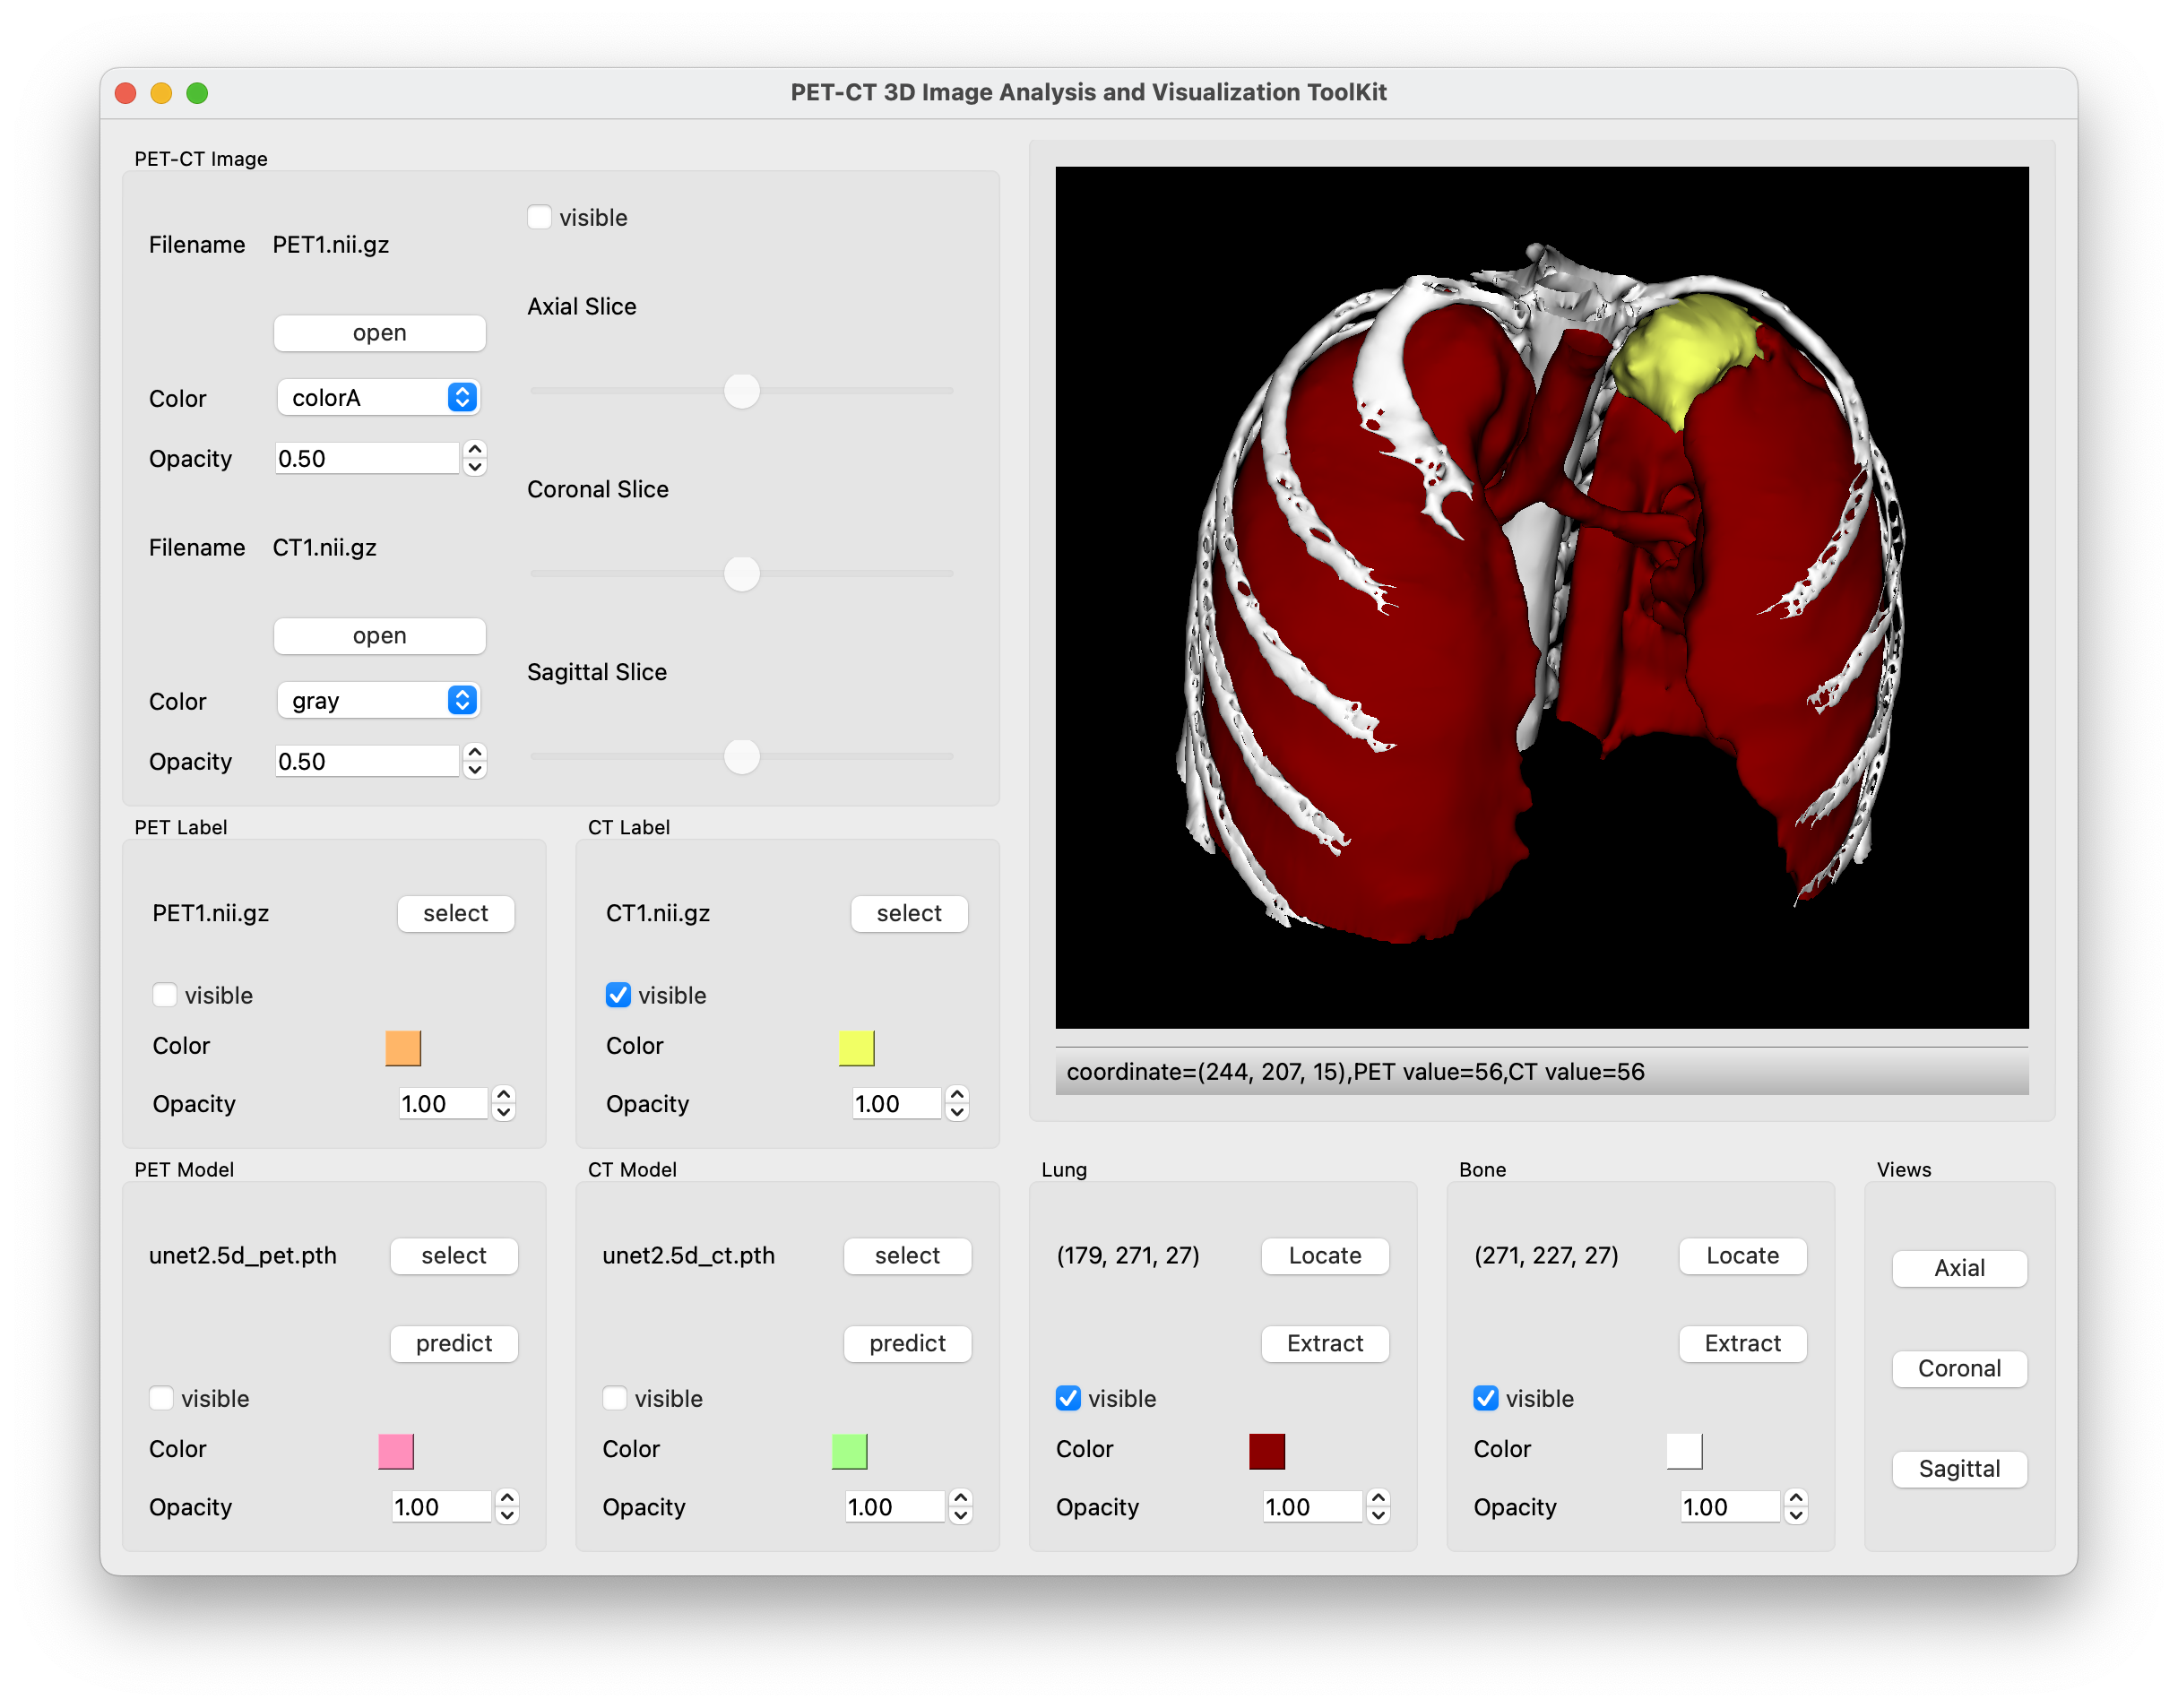 PET-CT 3D Image Analysis and Visualization ToolKit
PET-CT Image
visible
Filename PET1.nii.gz
Axial Slice
open
Color colorA
Opacity 0.50
Coronal Slice
Filename CT1.nii.gz
open
Sagittal Slice
Color gray
Opacity 0.50
PET Label
PET1.nii.gz select
visible
Color
Opacity 1.00
CT Label
CT1.nii.gz select
visible
Color
Opacity 1.00
coordinate=(244, 207, 15),PET value=56,CT value=56
PET Model
unet2.5d_pet.pth select
predict
visible
Color
Opacity 1.00
CT Model
unet2.5d_ct.pth select
predict
visible
Color
Opacity 1.00
Lung
(179, 271, 27) Locate
Extract
visible
Color
Opacity 1.00
Bone
(271, 227, 27) Locate
Extract
visible
Color
Opacity 1.00
Views
Axial
Coronal
Sagittal